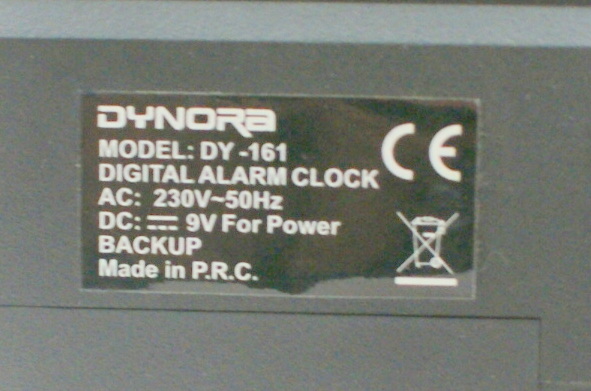 DYNORA
MODEL: DY -161
DIGITAL ALARM CLOCK
AC: 230V~50Hz
DC: ⎓ 9V For Power
BACKUP
Made in P.R.C.
CE